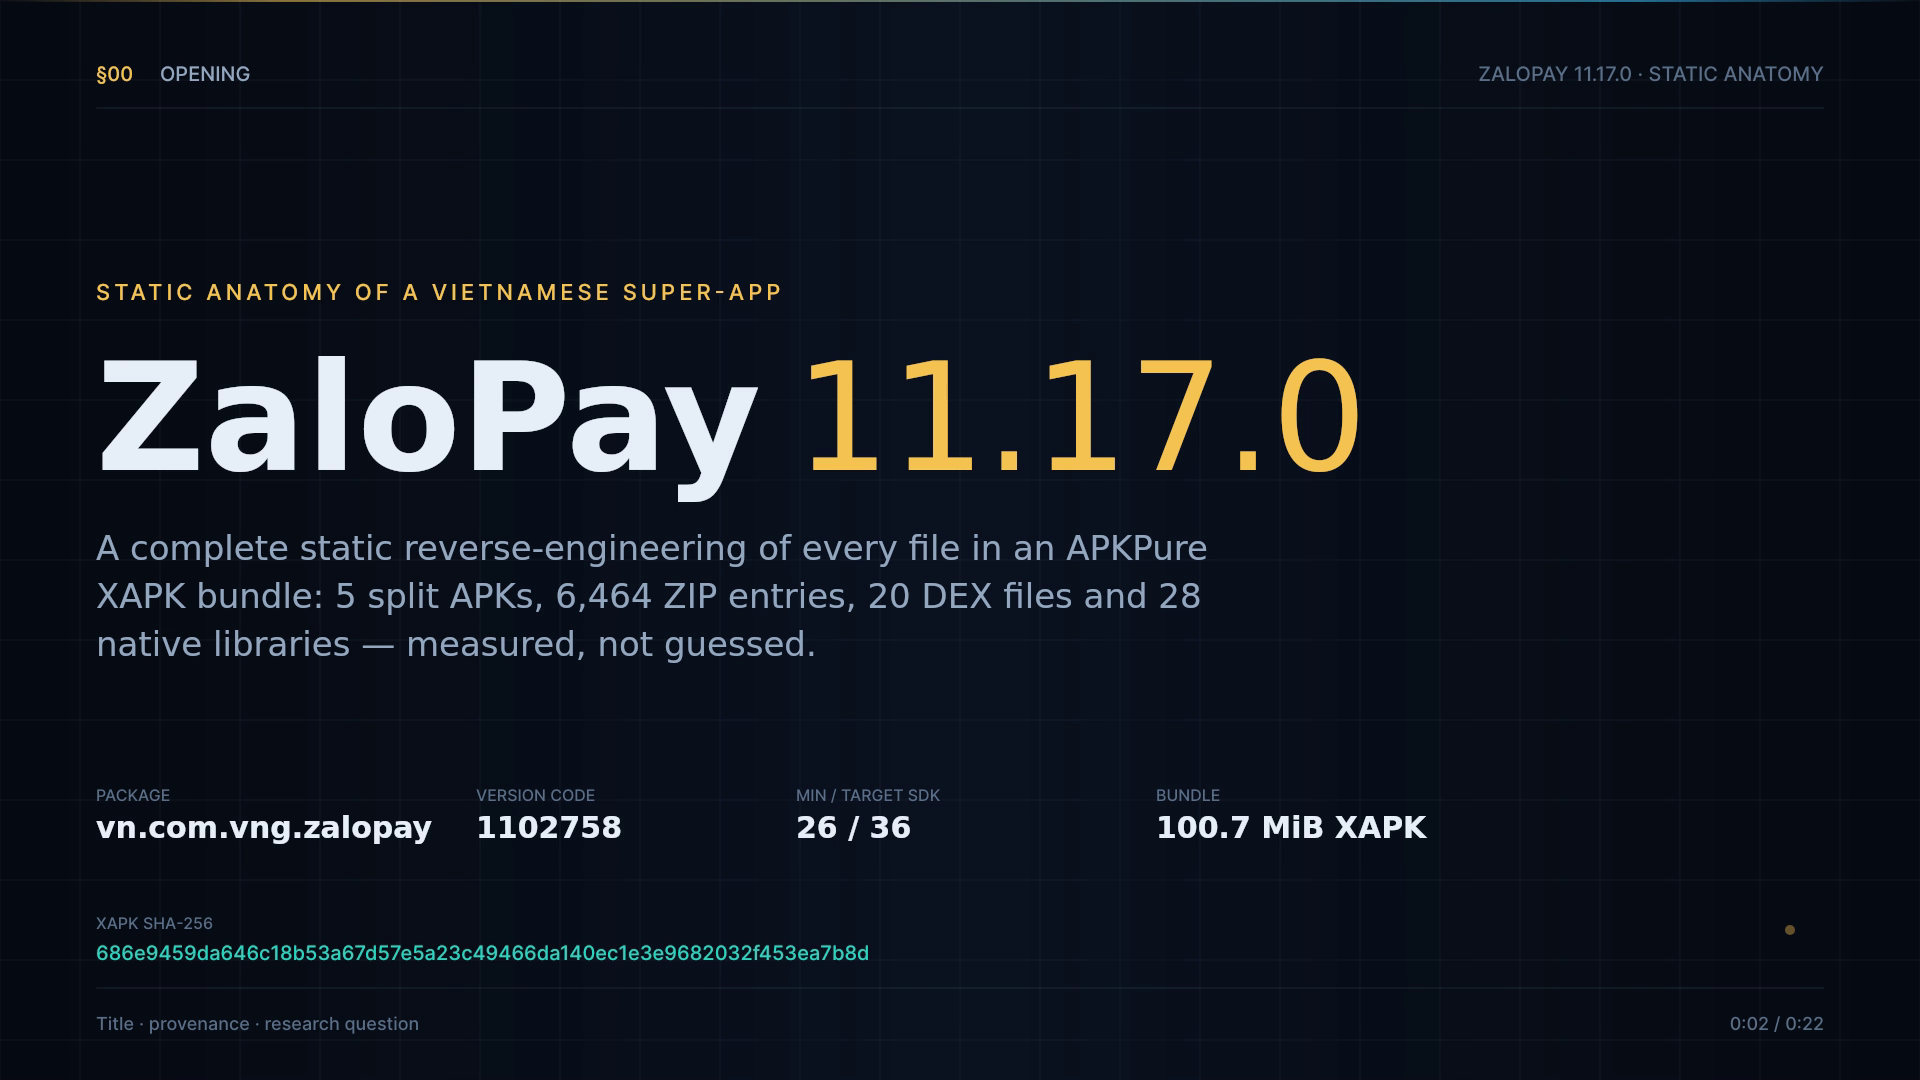 §00 OPENING
ZALOPAY 11.17.0 · STATIC ANATOMY
STATIC ANATOMY OF A VIETNAMESE SUPER-APP
ZaloPay 11.17.0
A complete static reverse-engineering of every file in an APKPure
XAPK bundle: 5 split APKs, 6,464 ZIP entries, 20 DEX files and 28
native libraries — measured, not guessed.
PACKAGE
vn.com.vng.zalopay
VERSION CODE
1102758
MIN / TARGET SDK
26 / 36
BUNDLE
100.7 MiB XAPK
XAPK SHA-256
686e9459da646c18b53a67d57e5a23c49466da140ec1e3e9682032f453ea7b8d
Title · provenance · research question
0:02 / 0:22